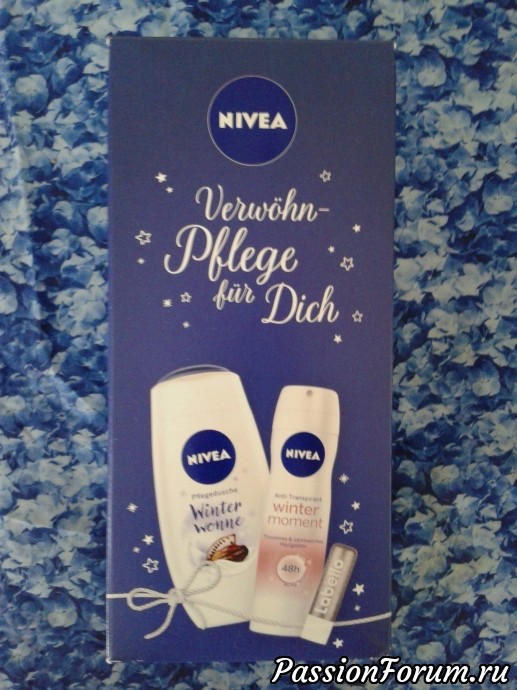 NIVEA
Verwöhn-
Pflege
für Dich
NIVEA
Pflegedusche
Winter
Wonne
NIVEA
Anti-Transpirant
winter
moment
48h
Labello
PassionForum.ru